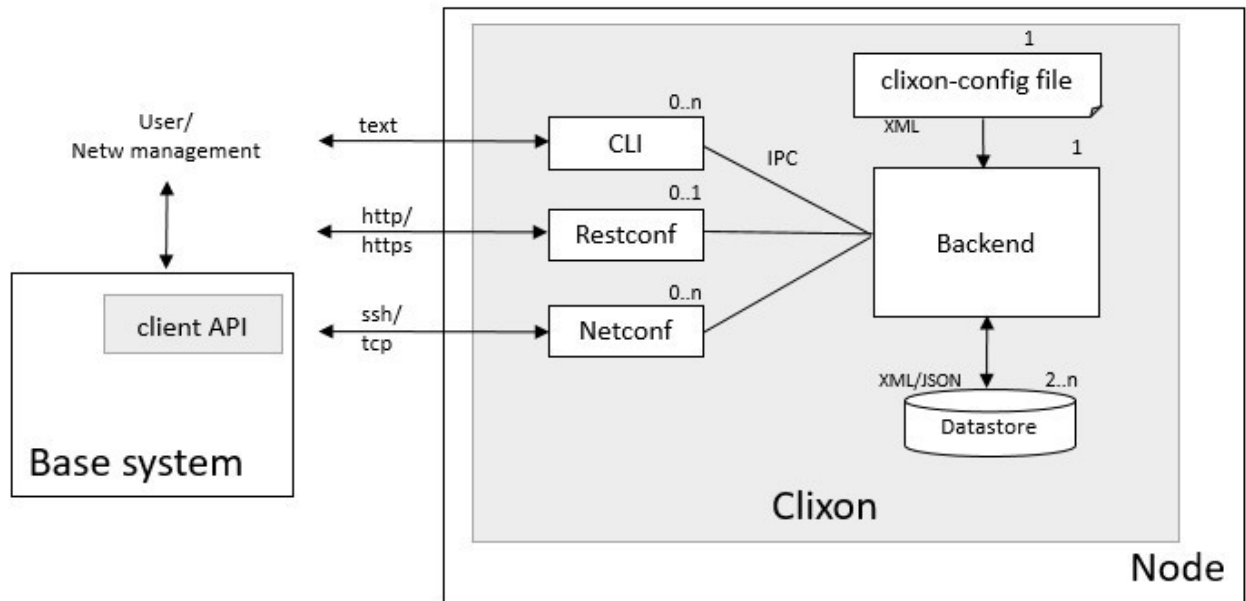 1
clixon-config file
0..n
User/
Netw management
text
CLI
XML
IPC
1
0..1
http/
https
Restconf
Backend
0..n
client API
ssh/
tcp
Netconf
XML/JSON
2..n
Datastore
Base system
Clixon
Node